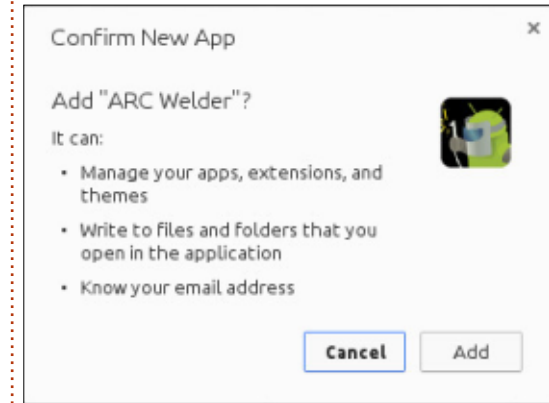 Confirm New App
×
Add "ARC Welder"?
It can:
• Manage your apps, extensions, and
themes
• Write to files and folders that you
open in the application
• Know your email address
Cancel
Add